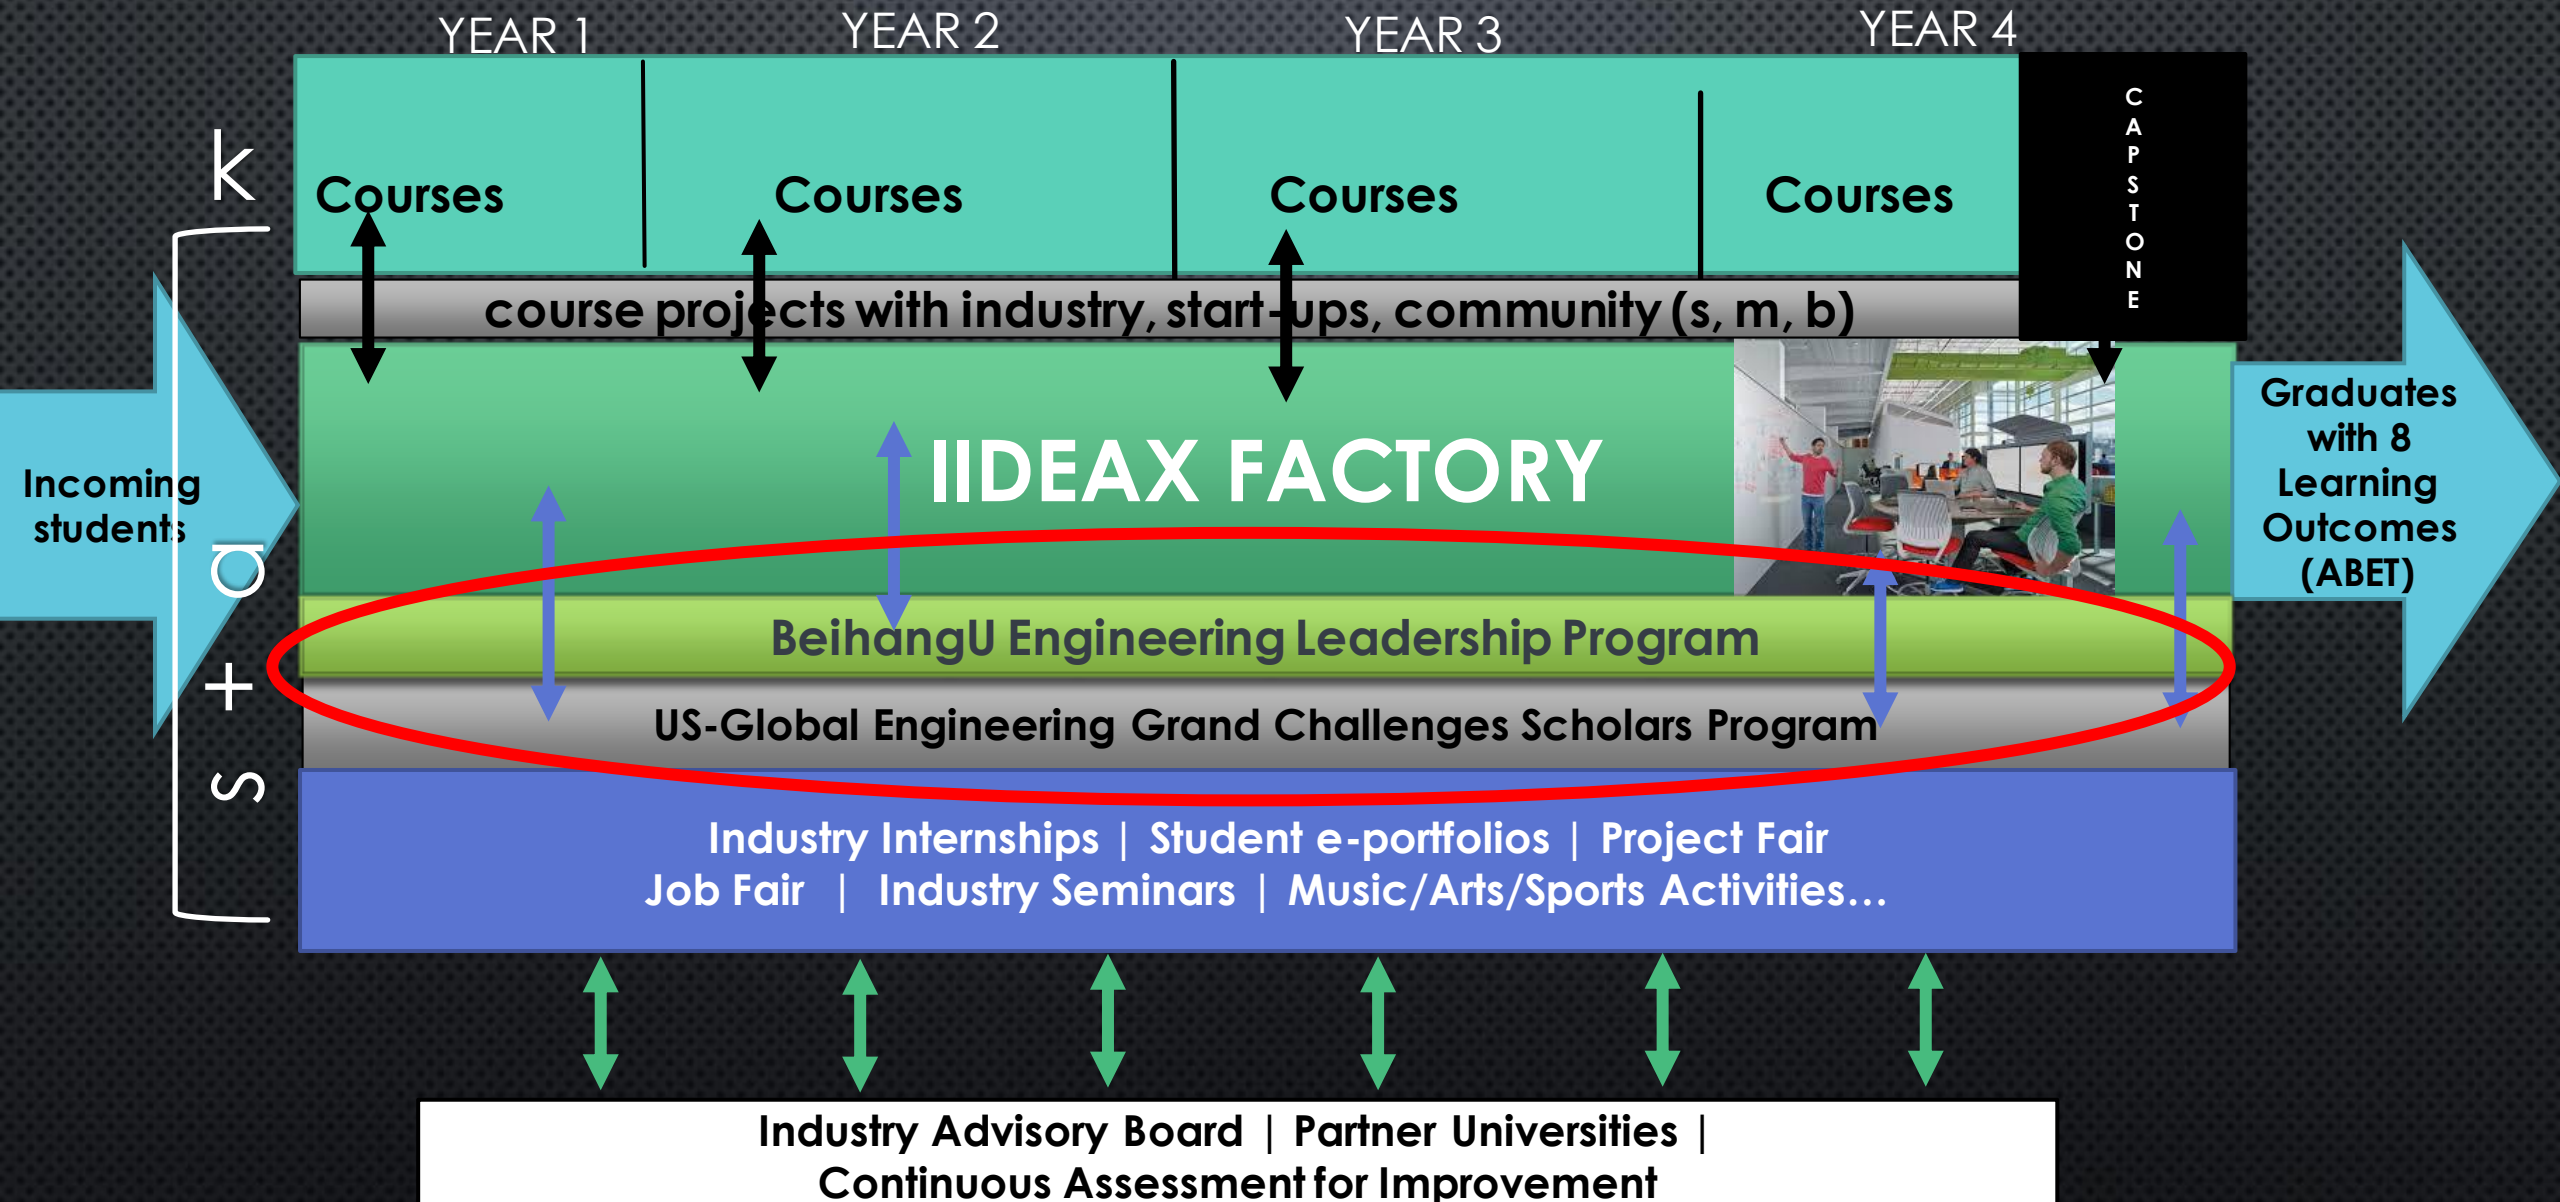 YEAR 1 YEAR 2 YEAR 3 YEAR 4
k
Courses Courses Courses Courses
CAPSTONE
course projects with industry, start-ups, community (s, m, b)
Incoming
students
s + a
IIDEAX FACTORY
Graduates
with 8
Learning
Outcomes
(ABET)
BeihangU Engineering Leadership Program
US-Global Engineering Grand Challenges Scholars Program
Industry Internships | Student e-portfolios | Project Fair
Job Fair | Industry Seminars | Music/Arts/Sports Activities...
Industry Advisory Board | Partner Universities |
Continuous Assessment for Improvement